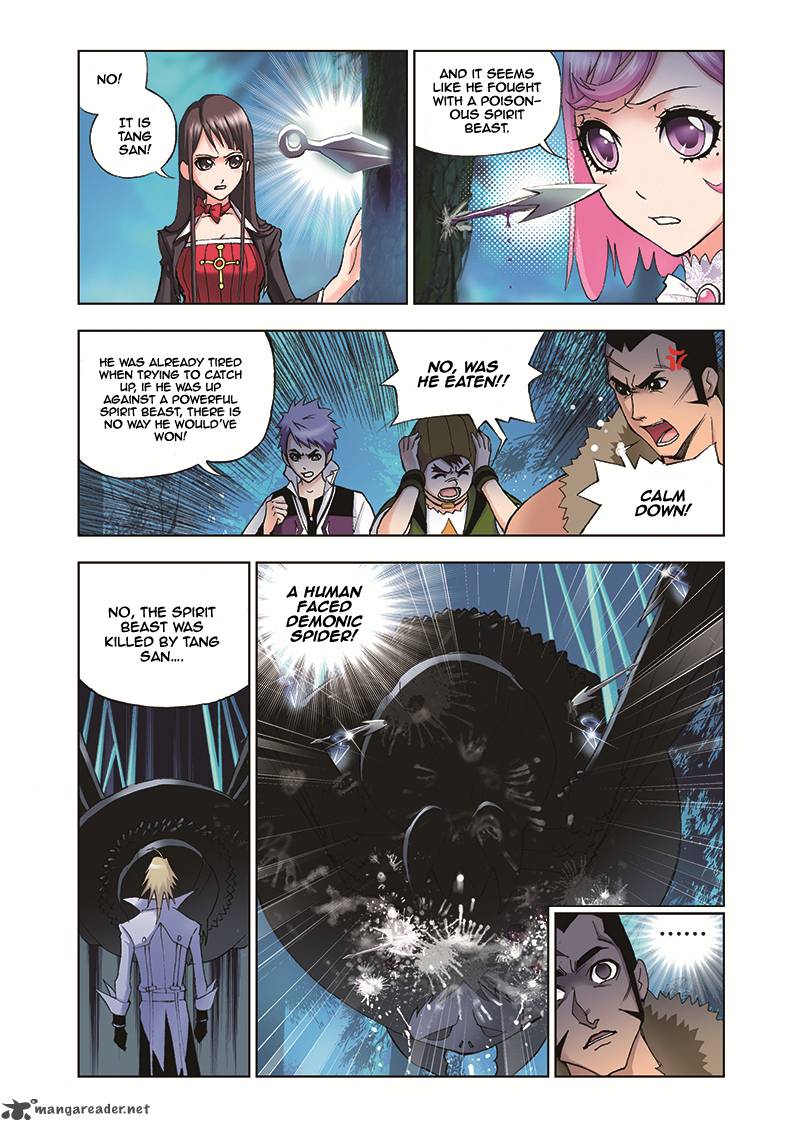 NO!
IT IS
TANG
SAN!
AND IT SEEMS
LIKE HE FOUGHT
WITH A POISON-
OUS SPIRIT
BEAST.
HE WAS ALREADY TIRED
WHEN TRYING TO CATCH
UP, IF HE WAS UP
AGAINST A POWERFUL
SPIRIT BEAST, THERE IS
NO WAY HE WOULD'VE
WON!
NO, WAS
HE EATEN!!
CALM
DOWN!
NO, THE SPIRIT
BEAST WAS
KILLED BY TANG
SAN....
A HUMAN
FACED
DEMONIC
SPIDER!
......
mangareader.net